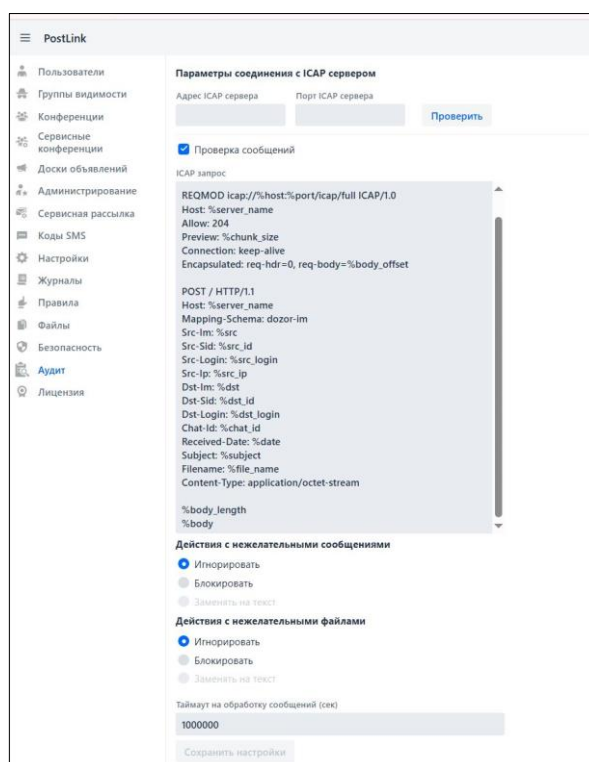 PostLink
Пользователи
Группы видимости
Конференции
Сервисные
конференции
Доски объявлений
Администрирование
Сервисная рассылка
Коды SMS
Настройки
Журналы
Правила
Файлы
Безопасность
Аудит
Лицензия
Параметры соединения с ICAP сервером
Адрес ICAP сервера Порт ICAP сервера
Проверить
Проверка сообщений
ICAP запрос
REQMOD icap://%host:%port/icap/full ICAP/1.0
Host: %server_name
Allow: 204
Preview: %chunk_size
Connection: keep-alive
Encapsulated: req-hdr=0, req-body=%body_offset
POST / HTTP/1.1
Host: %server_name
Mapping-Schema: dozor-im
Src-Im: %src
Src-Sid: %src_id
Src-Login: %src_login
Src-Ip: %src_ip
Dst-Im: %dst
Dst-Sid: %dst_id
Dst-Login: %dst_login
Chat-Id: %chat_id
Received-Date: %date
Subject: %subject
Filename: %file_name
Content-Type: application/octet-stream
%body_length
%body
Действия с нежелательными сообщениями
Игнорировать
Блокировать
Заменять на текст
Действия с нежелательными файлами
Игнорировать
Блокировать
Заменять на текст
Таймаут на обработку сообщений (сек)
1000000
Сохранить настройки